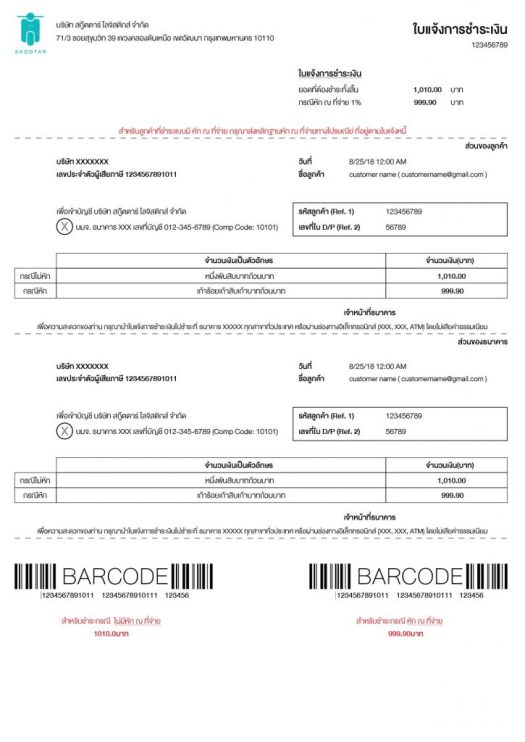 SKOOTAR
บริษัท สกู๊ตตาร์ โลจิสติกส์ จำกัด
71/3 ซอยสุขุมวิท 39 แขวงคลองตันเหนือ เขตวัฒนา กรุงเทพมหานคร 10110
ใบแจ้งการชำระเงิน
123456789
ใบแจ้งการชำระเงิน
ยอดที่ต้องชำระทั้งสิ้น 1,010.00 บาท
กรณีหัก ณ ที่จ่าย 1% 999.90 บาท
สำหรับลูกค้าที่ชำระแบบมี หัก ณ ที่จ่าย กรุณาส่งหลักฐานหัก ณ ที่จ่ายทางไปรษณีย์ ที่อยู่ตามใบแจ้งหนี้
ส่วนของลูกค้า
บริษัท XXXXXXX วันที่ 8/25/18 12:00 AM
เลขประจำตัวผู้เสียภาษี 1234567891011 ชื่อลูกค้า customer name ( customername@gmail.com )
เพื่อเข้าบัญชี บริษัท สกู๊ตตาร์ โลจิสติกส์ จำกัด รหัสลูกค้า (Ref. 1) 123456789
X บมจ. ธนาคาร XXX เลขที่บัญชี 012-345-6789 (Comp Code: 10101) เลขที่ใบ D/P (Ref. 2) 56789
จำนวนเงินเป็นตัวอักษร จำนวนเงิน(บาท)
กรณีไม่หัก หนึ่งพันสิบบาทถ้วนบาท 1,010.00
กรณีหัก เก้าร้อยเก้าสิบเก้าบาทถ้วนบาท 999.90
เจ้าหน้าที่ธนาคาร
เพื่อความสะดวกของท่าน กรุณานำใบแจ้งการชำระเงินไปชำระที่ ธนาคาร XXXXX ทุกสาขาทั่วประเทศ หรือผ่านช่องทางอิเล็กทรอนิกส์ (XXX, XXX, ATM) โดยไม่เสียค่าธรรมเนียม
ส่วนของธนาคาร
บริษัท XXXXXXX วันที่ 8/25/18 12:00 AM
เลขประจำตัวผู้เสียภาษี 1234567891011 ชื่อลูกค้า customer name ( customername@gmail.com )
เพื่อเข้าบัญชี บริษัท สกู๊ตตาร์ โลจิสติกส์ จำกัด รหัสลูกค้า (Ref. 1) 123456789
X บมจ. ธนาคาร XXX เลขที่บัญชี 012-345-6789 (Comp Code: 10101) เลขที่ใบ D/P (Ref. 2) 56789
จำนวนเงินเป็นตัวอักษร จำนวนเงิน(บาท)
กรณีไม่หัก หนึ่งพันสิบบาทถ้วนบาท 1,010.00
กรณีหัก เก้าร้อยเก้าสิบเก้าบาทถ้วนบาท 999.90
เจ้าหน้าที่ธนาคาร
เพื่อความสะดวกของท่าน กรุณานำใบแจ้งการชำระเงินไปชำระที่ ธนาคาร XXXXX ทุกสาขาทั่วประเทศ หรือผ่านช่องทางอิเล็กทรอนิกส์ (XXX, XXX, ATM) โดยไม่เสียค่าธรรมเนียม
BARCODE BARCODE
1234567891011 12345678910111 123456 1234567891011 12345678910111 123456
สำหรับชำระกรณี ไม่มีหัก ณ ที่จ่าย สำหรับชำระกรณี หัก ณ ที่จ่าย
1010.0บาท 999.90บาท